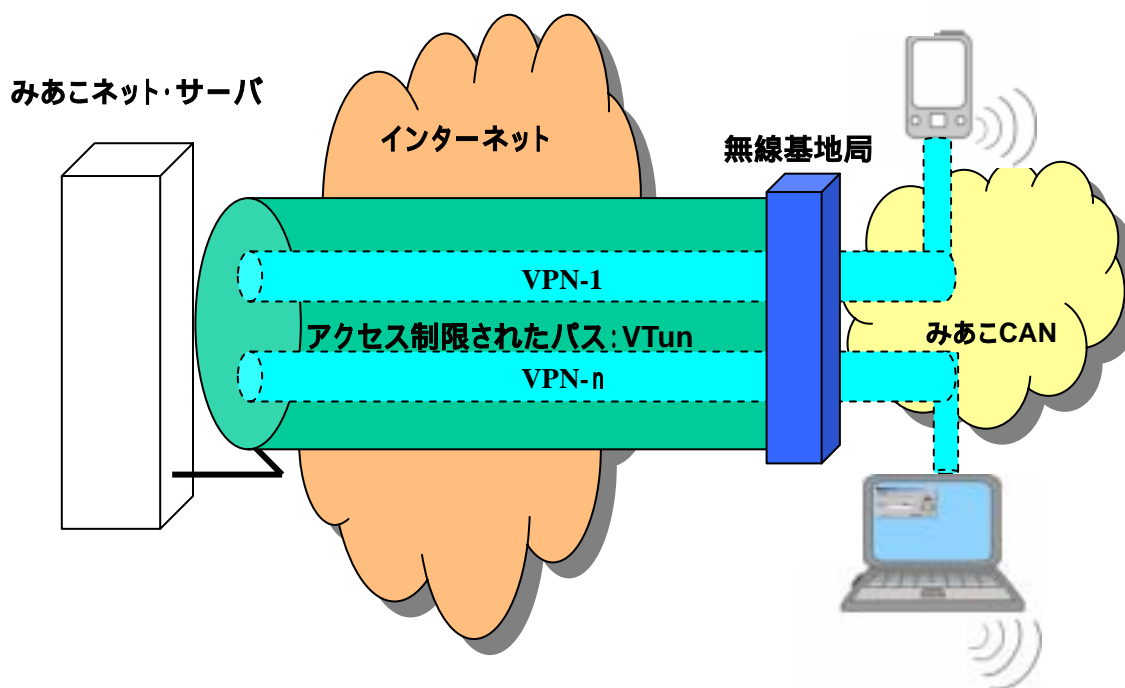 みあこネット・サーバ
インターネット
無線基地局
VPN-1
アクセス制限されたパス:VTun
みあこCAN
VPN-n